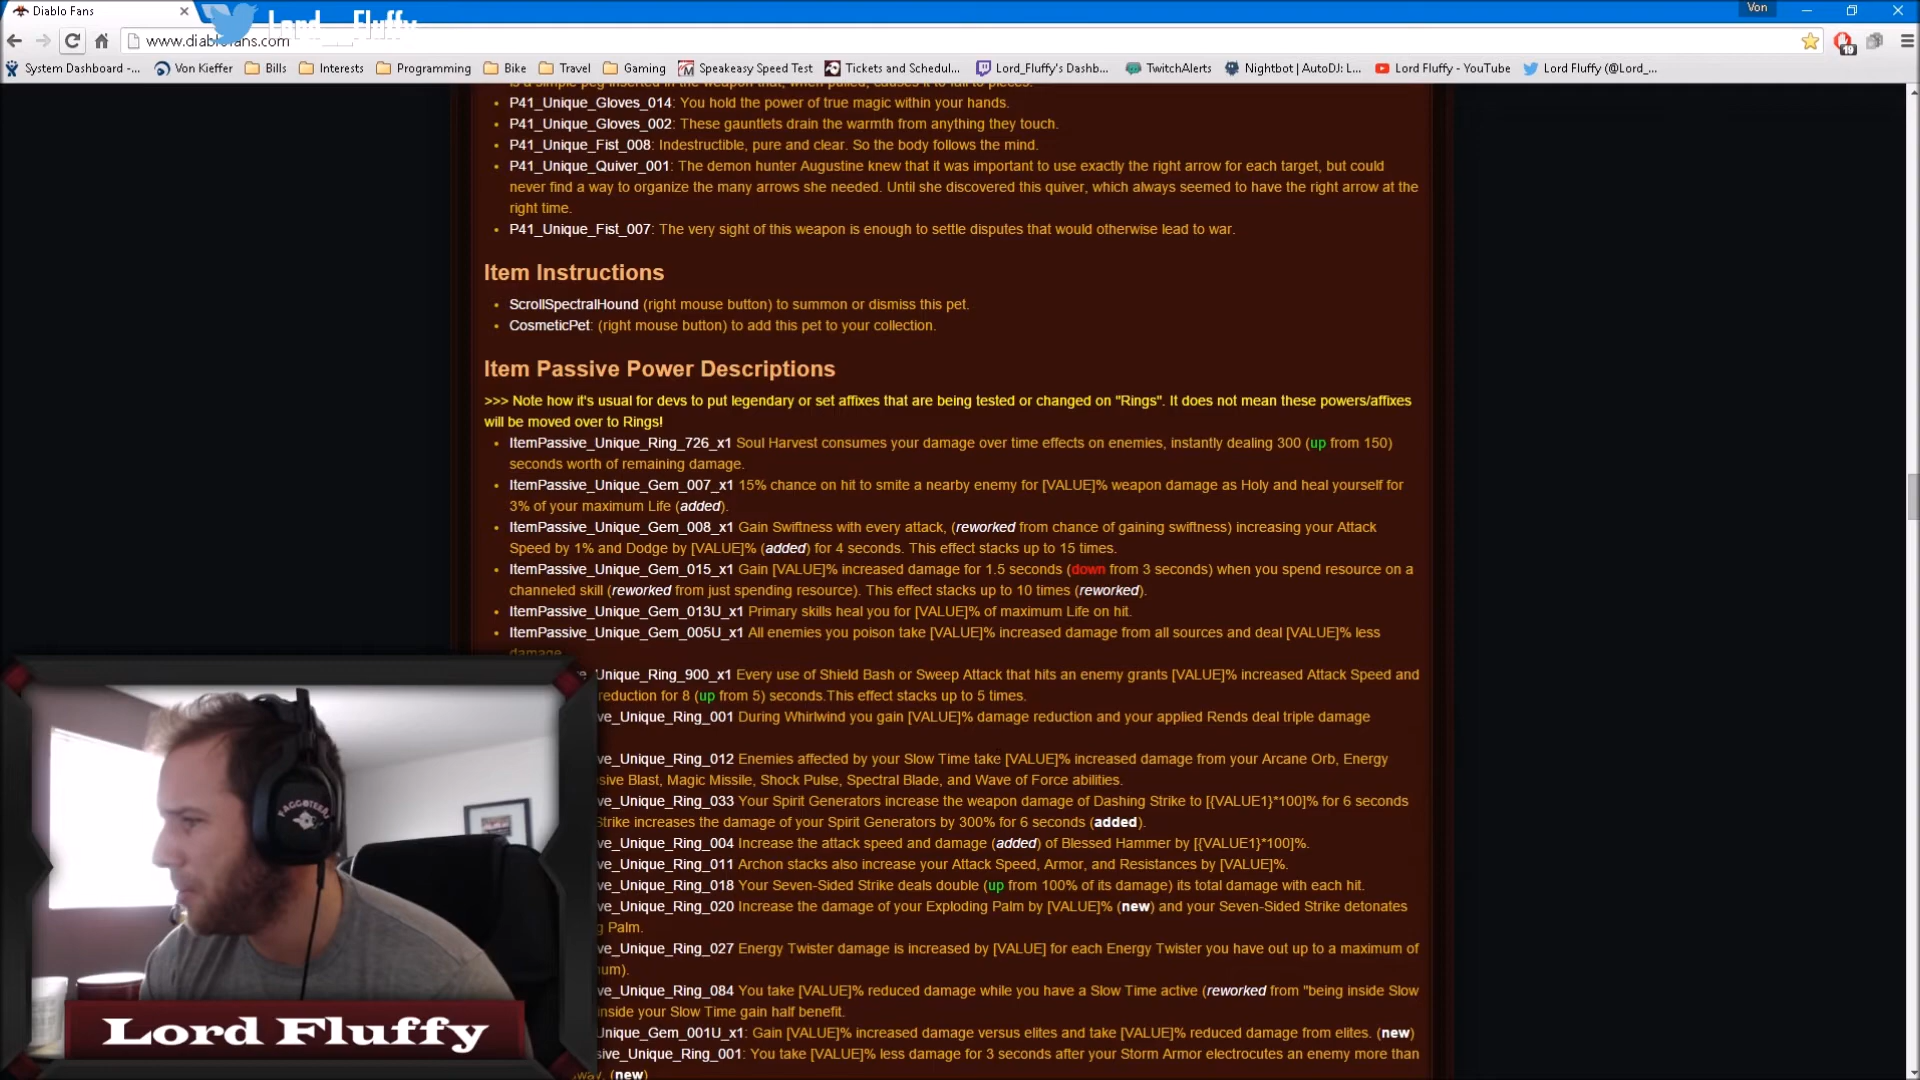 Diablo Fans
Lord__Fluffy
Von
www.diablofans.com
19
System Dashboard -...
Von Kieffer
Bills
Interests
Programming
Bike
Travel
Gaming
Speakeasy Speed Test
Tickets and Schedul...
Lord_Fluffy's Dashb...
TwitchAlerts
Nightbot | AutoDJ: L...
Lord Fluffy - YouTube
Lord Fluffy (@Lord_...
is a simple peg inserted in the weapon that, when pulled, causes it to fall to pieces.
P41_Unique_Gloves_014: You hold the power of true magic within your hands.
P41_Unique_Gloves_002: These gauntlets drain the warmth from anything they touch.
P41_Unique_Fist_008: Indestructible, pure and clear. So the body follows the mind.
P41_Unique_Quiver_001: The demon hunter Augustine knew that it was important to use exactly the right arrow for each target, but could
never find a way to organize the many arrows she needed. Until she discovered this quiver, which always seemed to have the right arrow at the
right time.
P41_Unique_Fist_007: The very sight of this weapon is enough to settle disputes that would otherwise lead to war.
Item Instructions
ScrollSpectralHound (right mouse button) to summon or dismiss this pet.
CosmeticPet: (right mouse button) to add this pet to your collection.
Item Passive Power Descriptions
>>> Note how it's usual for devs to put legendary or set affixes that are being tested or changed on "Rings". It does not mean these powers/affixes
will be moved over to Rings!
ItemPassive_Unique_Ring_726_x1 Soul Harvest consumes your damage over time effects on enemies, instantly dealing 300 (up from 150)
seconds worth of remaining damage.
ItemPassive_Unique_Gem_007_x1 15% chance on hit to smite a nearby enemy for [VALUE]% weapon damage as Holy and heal yourself for
3% of your maximum Life (added).
ItemPassive_Unique_Gem_008_x1 Gain Swiftness with every attack, (reworked from chance of gaining swiftness) increasing your Attack
Speed by 1% and Dodge by [VALUE]% (added) for 4 seconds. This effect stacks up to 15 times.
ItemPassive_Unique_Gem_015_x1 Gain [VALUE]% increased damage for 1.5 seconds (down from 3 seconds) when you spend resource on a
channeled skill (reworked from just spending resource). This effect stacks up to 10 times (reworked).
ItemPassive_Unique_Gem_013U_x1 Primary skills heal you for [VALUE]% of maximum Life on hit.
ItemPassive_Unique_Gem_005U_x1 All enemies you poison take [VALUE]% increased damage from all sources and deal [VALUE]% less
damage.
e_Unique_Ring_900_x1 Every use of Shield Bash or Sweep Attack that hits an enemy grants [VALUE]% increased Attack Speed and
reduction for 8 (up from 5) seconds.This effect stacks up to 5 times.
ve_Unique_Ring_001 During Whirlwind you gain [VALUE]% damage reduction and your applied Rends deal triple damage
ve_Unique_Ring_012 Enemies affected by your Slow Time take [VALUE]% increased damage from your Arcane Orb, Energy
sive Blast, Magic Missile, Shock Pulse, Spectral Blade, and Wave of Force abilities.
ve_Unique_Ring_033 Your Spirit Generators increase the weapon damage of Dashing Strike to [{VALUE1}*100]% for 6 seconds
Strike increases the damage of your Spirit Generators by 300% for 6 seconds (added).
ve_Unique_Ring_004 Increase the attack speed and damage (added) of Blessed Hammer by [{VALUE1}*100]%.
ve_Unique_Ring_011 Archon stacks also increase your Attack Speed, Armor, and Resistances by [VALUE]%.
ve_Unique_Ring_018 Your Seven-Sided Strike deals double (up from 100% of its damage) its total damage with each hit.
ve_Unique_Ring_020 Increase the damage of your Exploding Palm by [VALUE]% (new) and your Seven-Sided Strike detonates
g Palm.
ve_Unique_Ring_027 Energy Twister damage is increased by [VALUE] for each Energy Twister you have out up to a maximum of
um).
ve_Unique_Ring_084 You take [VALUE]% reduced damage while you have a Slow Time active (reworked from "being inside Slow
inside your Slow Time gain half benefit.
Unique_Gem_001U_x1: Gain [VALUE]% increased damage versus elites and take [VALUE]% reduced damage from elites. (new)
sive_Unique_Ring_001: You take [VALUE]% less damage for 3 seconds after your Storm Armor electrocutes an enemy more than
way. (new)
Lord Fluffy